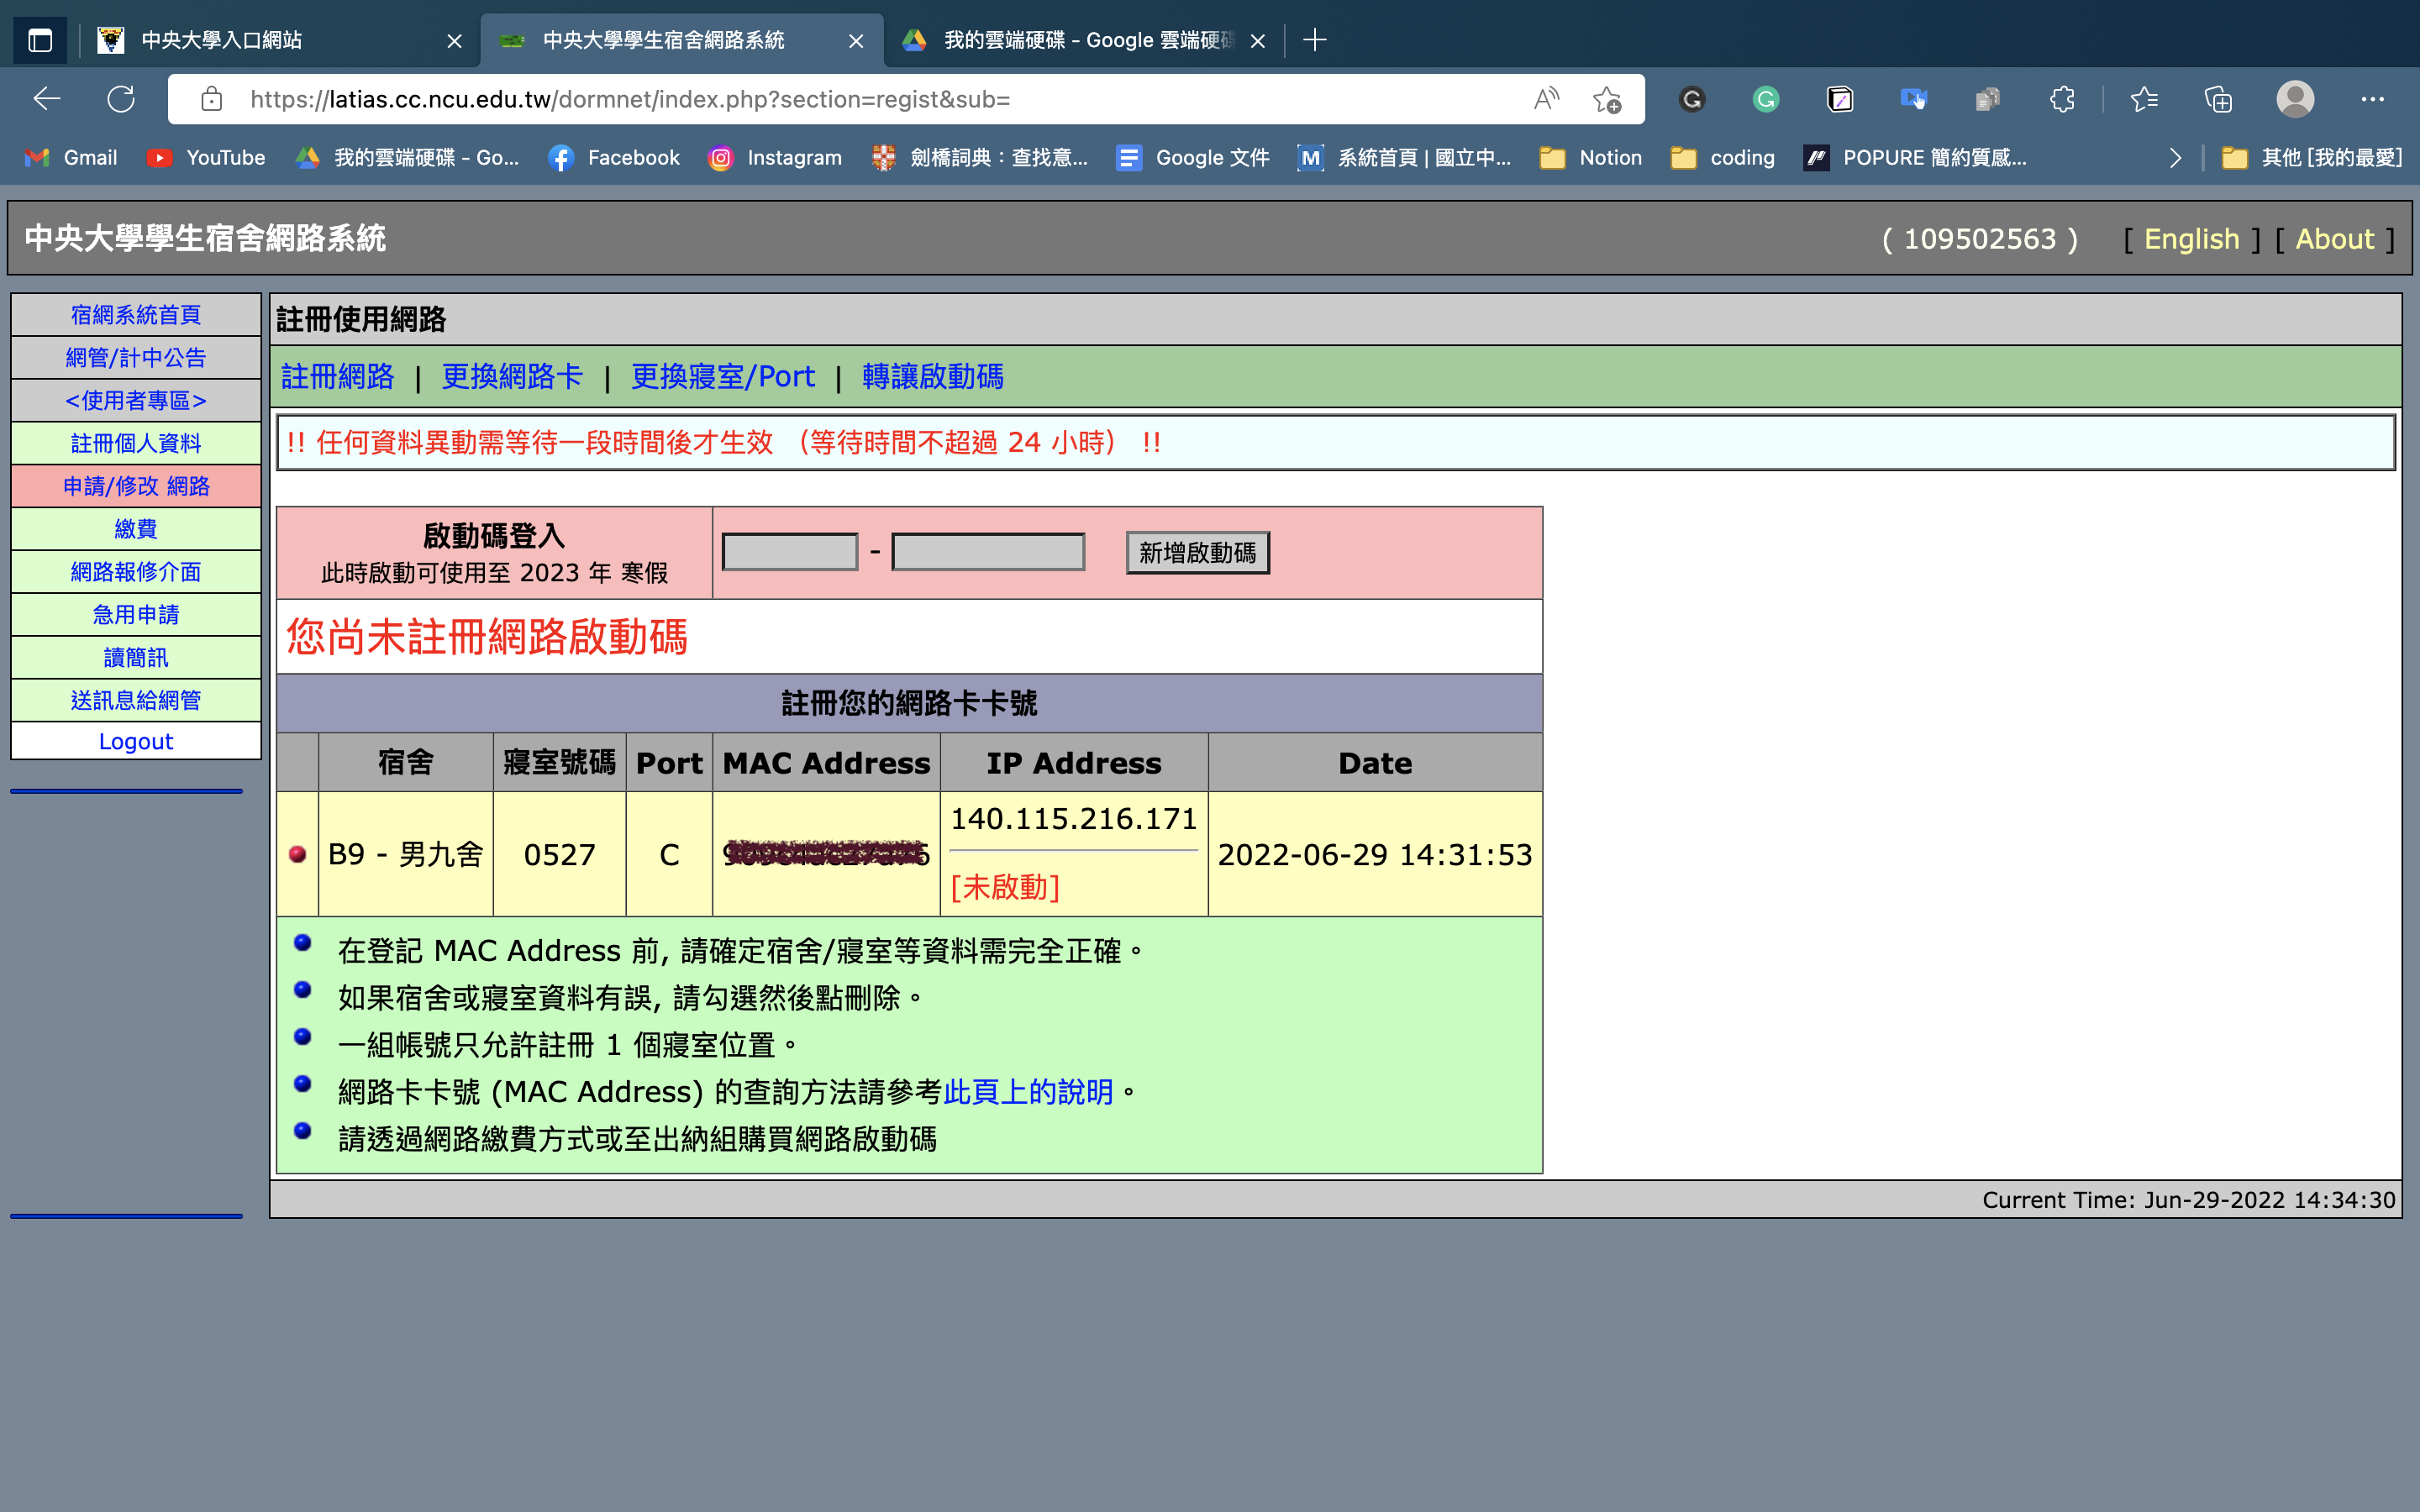 中央大學入口網站
中央大學學生宿舍網路系統
我的雲端硬碟 - Google 雲端硬碟
https://latias.cc.ncu.edu.tw/dormnet/index.php?section=regist&sub=
Gmail
YouTube
我的雲端硬碟 - Go...
Facebook
Instagram
劍橋詞典：查找意...
Google 文件
系統首頁 | 國立中...
Notion
coding
POPURE 簡約質感...
其他 [我的最愛]
中央大學學生宿舍網路系統
( 109502563 ) [ English ] [ About ]
宿網系統首頁
網管/計中公告
<使用者專區>
註冊個人資料
申請/修改 網路
繳費
網路報修介面
急用申請
讀簡訊
送訊息給網管
Logout
註冊使用網路
註冊網路 | 更換網路卡 | 更換寢室/Port | 轉讓啟動碼
!! 任何資料異動需等待一段時間後才生效 （等待時間不超過 24 小時） !!
啟動碼登入
此時啟動可使用至 2023 年 寒假
- 新增啟動碼
您尚未註冊網路啟動碼
註冊您的網路卡卡號
宿舍 寢室號碼 Port MAC Address IP Address Date
B9 - 男九舍 0527 C 140.115.216.171 2022-06-29 14:31:53
[未啟動]
在登記 MAC Address 前, 請確定宿舍/寢室等資料需完全正確。
如果宿舍或寢室資料有誤, 請勾選然後點刪除。
一組帳號只允許註冊 1 個寢室位置。
網路卡卡號 (MAC Address) 的查詢方法請參考此頁上的說明。
請透過網路繳費方式或至出納組購買網路啟動碼
Current Time: Jun-29-2022 14:34:30